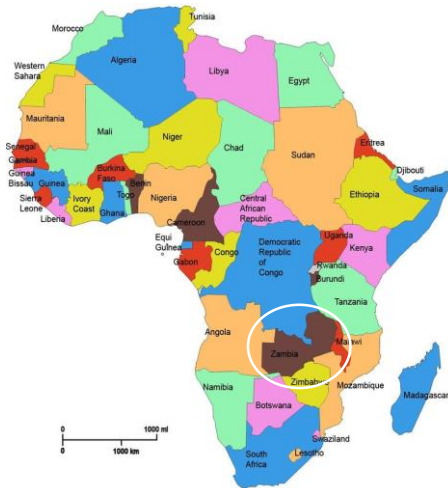 Tunisia
Morocco
Algeria
Western
Sahara
Libya
Egypt
Mauritania
Mali
Niger
Chad
Sudan
Eritrea
Senegal
Gambia
Guinea
Bissau
Guinea
Burkina
Faso
Benin
Togo
Djibouti
Somalia
Sierra
Leone
Liberia
Ivory
Coast
Ghana
Nigeria
Cameroon
Central
African
Republic
Ethiopia
Equi
Guinea
Gabon
Congo
Democratic
Republic
of
Congo
Uganda
Kenya
Rwanda
Burundi
Tanzania
Angola
Zambia
Malawi
Mozambique
Zimbabwe
Madagascar
Namibia
Botswana
Swaziland
South
Africa
Lesotho
0 1000 ml
0 1000 km